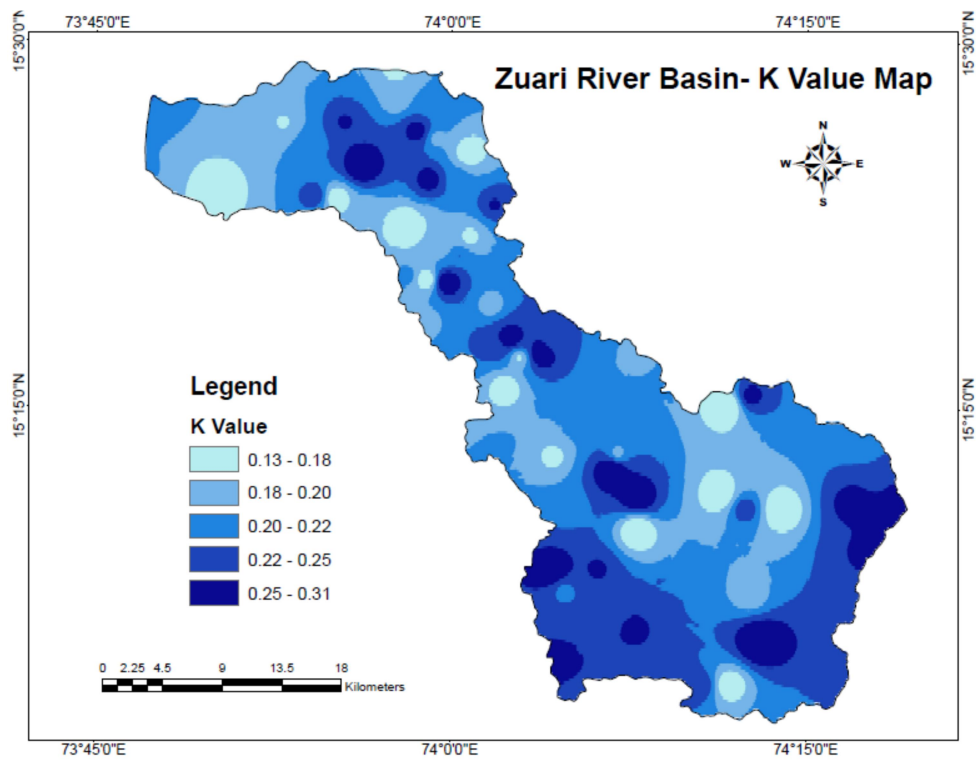 73°45'0"E 74°0'0"E 74°15'0"E
15°30'0"N 15°30'0"N
Zuari River Basin- K Value Map
N
W E
S
15°15'0"N 15°15'0"N
Legend
K Value
0.13 - 0.18
0.18 - 0.20
0.20 - 0.22
0.22 - 0.25
0.25 - 0.31
0 2.25 4.5 9 13.5 18
Kilometers
73°45'0"E 74°0'0"E 74°15'0"E